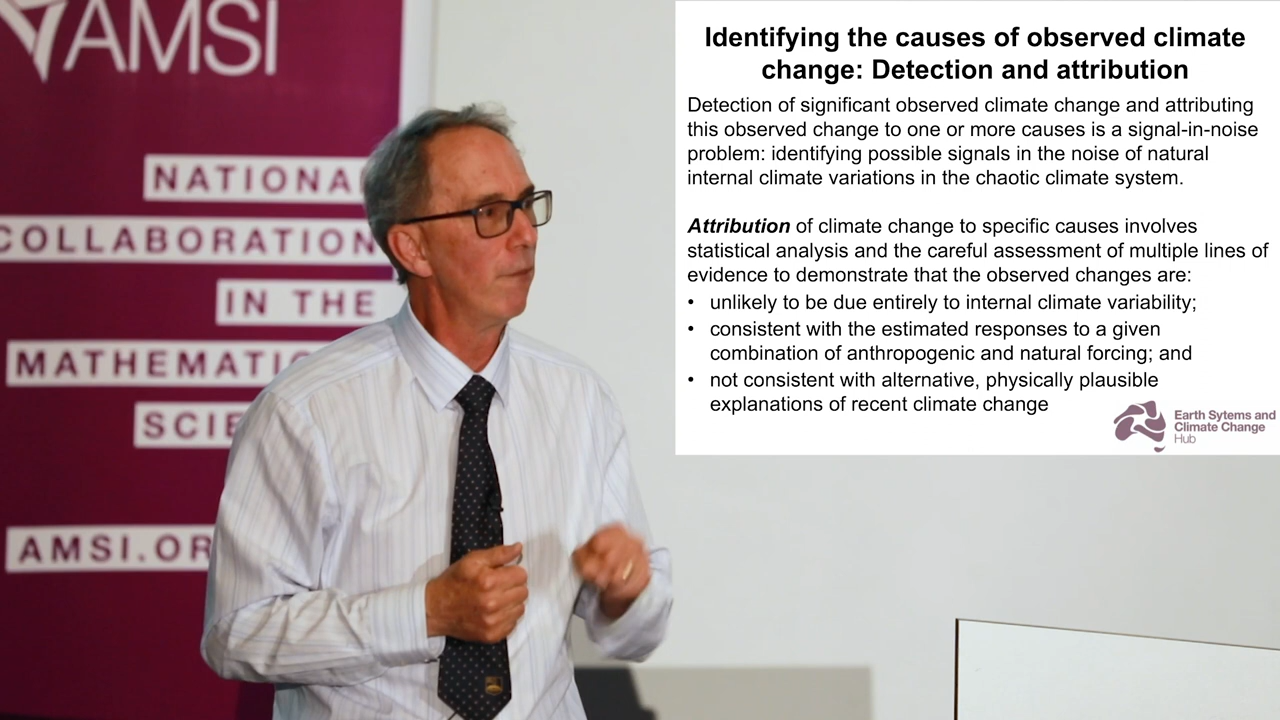 AMSI
NATIONA
COLLABORATION
IN THE
MATHEMATIC
SCIE
AMSI.OR
Identifying the causes of observed climate
change: Detection and attribution
Detection of significant observed climate change and attributing
this observed change to one or more causes is a signal-in-noise
problem: identifying possible signals in the noise of natural
internal climate variations in the chaotic climate system.
Attribution of climate change to specific causes involves
statistical analysis and the careful assessment of multiple lines of
evidence to demonstrate that the observed changes are:
• unlikely to be due entirely to internal climate variability;
• consistent with the estimated responses to a given
combination of anthropogenic and natural forcing; and
• not consistent with alternative, physically plausible
explanations of recent climate change
Earth Sytems and
Climate Change
Hub